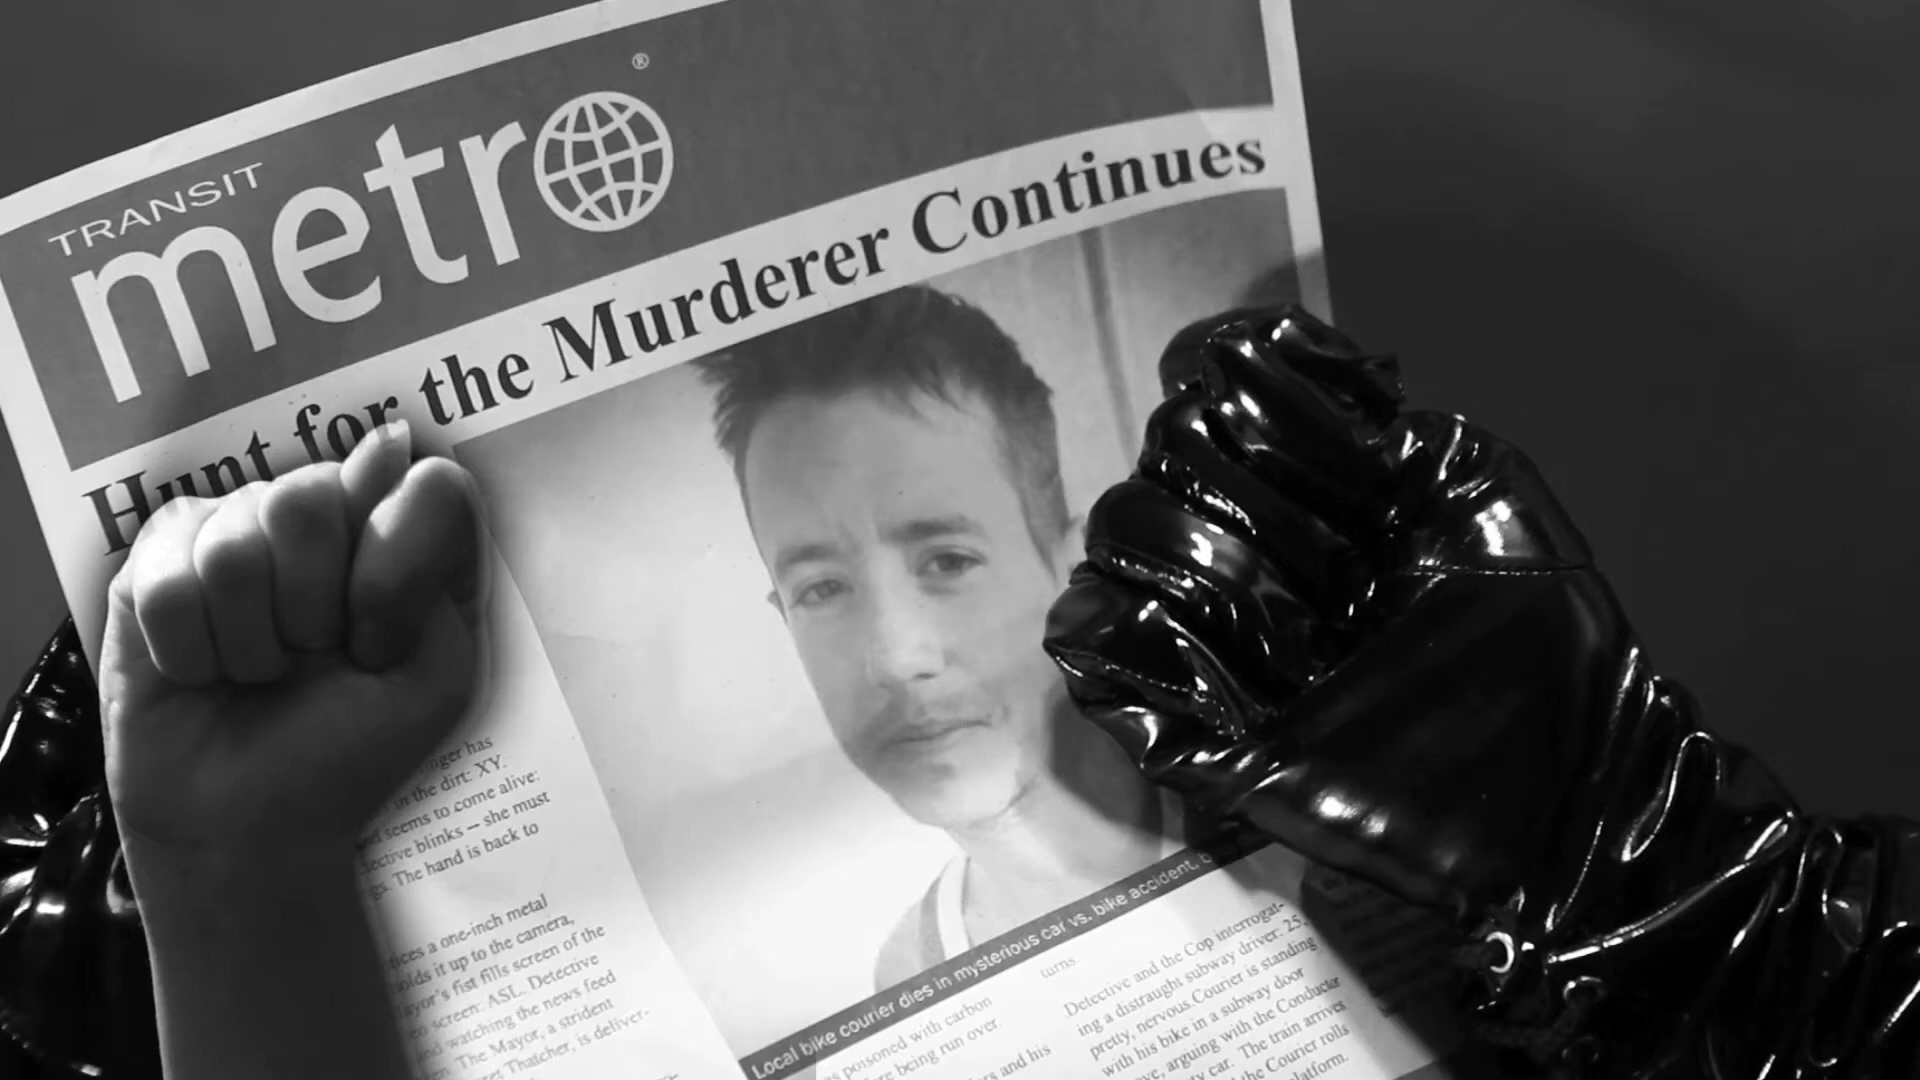 TRANSIT
metro®
Hunt for the Murderer Continues
has
in the dirt: XY.
seems to come alive:
blinks – she must
The hand is back to
a one-inch metal
it up to the camera,
fist fills screen of the
screen: ASL. Detective
watching the news feed
The Mayor, a strident
Thatcher, is deliver-
Local bike courier dies in mysterious car vs. bike accident,
poisoned with carbon
being run over.
and his
turns
Detective and the Cop interrogat-
ing a distraught subway driver. 25.
pretty, nervous Courier is standing
with his bike in a subway door
arguing with the Conductor
car. The train arrives
the Courier rolls
platform.